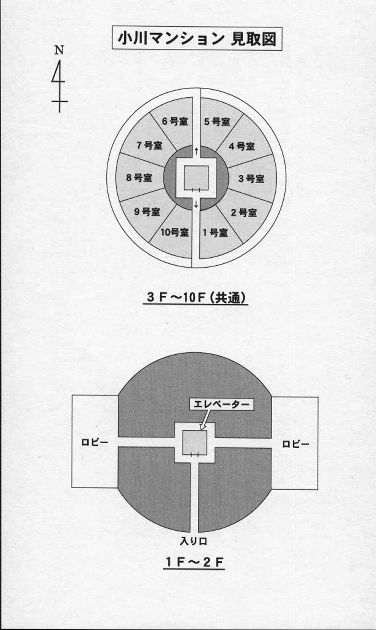 小川マンション 見取図
N
6号室 5号室
7号室 4号室
8号室 3号室
9号室 2号室
10号室 1号室
3F〜10F(共通)
エレベーター
ロビー ロビー
入り口
1F〜2F